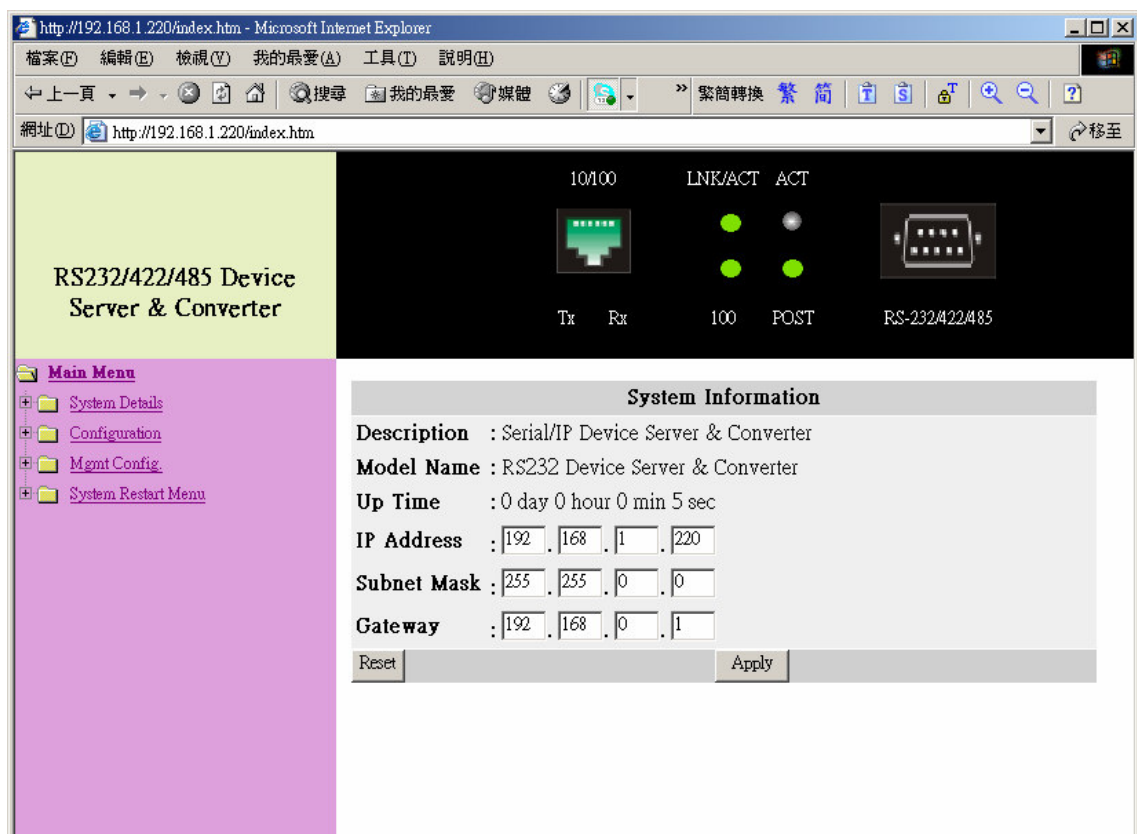 http://192.168.1.220/index.htm - Microsoft Internet Explorer
檔案(F) 編輯(E) 檢視(V) 我的最愛(A) 工具(T) 說明(H)
上一頁 搜尋 我的最愛 媒體 » 繁簡轉換 繁 简 T S T ?
網址(D) http://192.168.1.220/index.htm 移至
10/100 LNK/ACT ACT
RS232/422/485 Device
Server & Converter
Tx Rx 100 POST RS-232/422/485
Main Menu
System Details
Configuration
Mgmt Config.
System Restart Menu
System Information
Description : Serial/IP Device Server & Converter
Model Name : RS232 Device Server & Converter
Up Time : 0 day 0 hour 0 min 5 sec
IP Address : 192 . 168 . 1 . 220
Subnet Mask : 255 . 255 . 0 . 0
Gateway : 192 . 168 . 0 . 1
Reset Apply